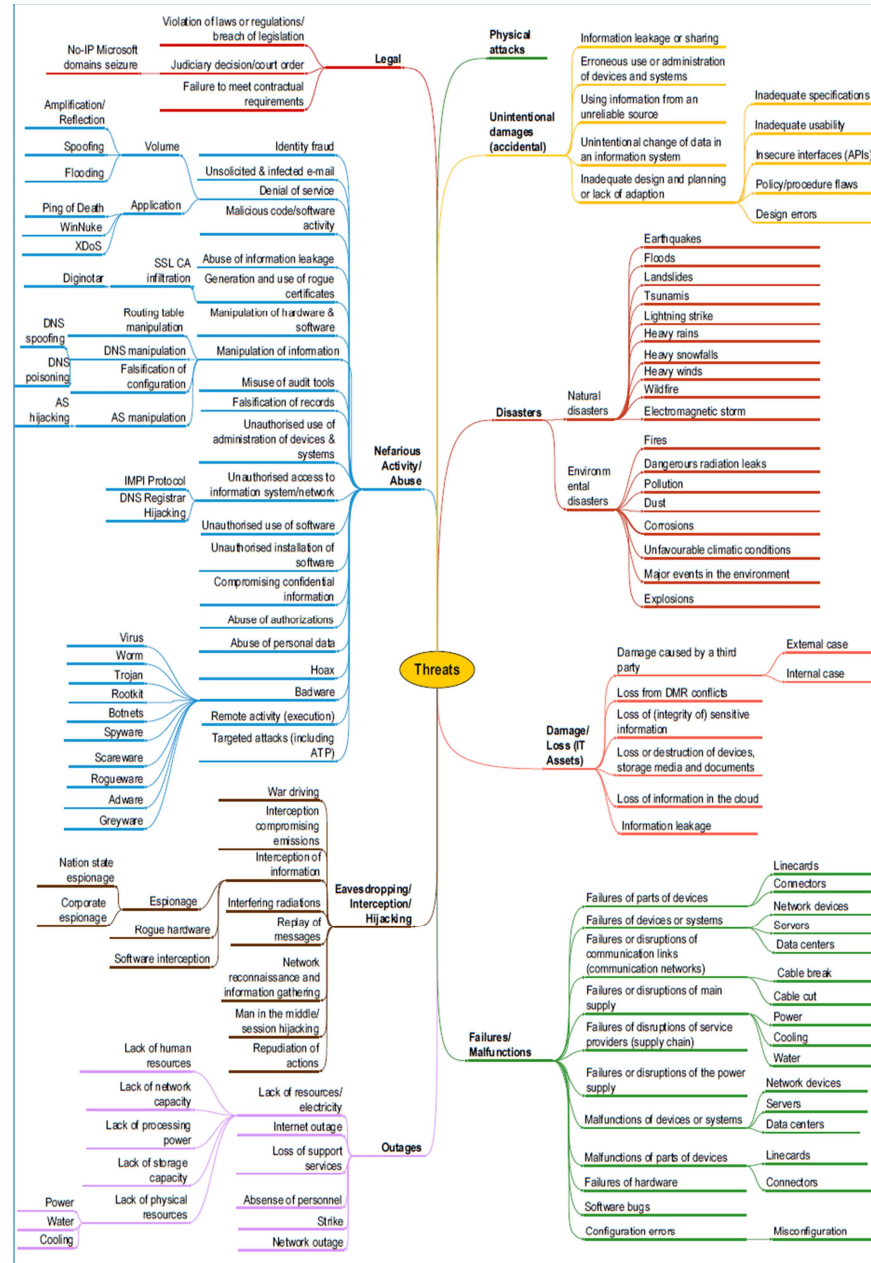 Violation of laws or regulations/
breach of legislation
No-IP Microsoft
domains seizure
Judiciary decision/court order
Legal
Failure to meet contractual
requirements
Amplification/
Reflection
Spoofing
Volume
Flooding
Identity fraud
Unsolicited & infected e-mail
Denial of service
Ping of Death
Application
Malicious code/software
activity
WinNuke
XDoS
Abuse of information leakage
Diginotar
SSL CA
infiltration
Generation and use of rogue
certificates
DNS
spoofing
Routing table
manipulation
Manipulation of hardware &
software
DNS
poisoning
DNS manipulation
Manipulation of information
Falsification of
configuration
AS
hijacking
AS manipulation
Misuse of audit tools
Falsification of records
Unauthorised use of
administration of devices &
systems
Nefarious
Activity/
Abuse
IMPI Protocol
DNS Registrar
Hijacking
Unauthorised access to
information system/network
Unauthorised use of software
Unauthorised installation of
software
Compromising confidential
information
Abuse of authorizations
Abuse of personal data
Hoax
Virus
Worm
Trojan
Rootkit
Botnets
Spyware
Scareware
Rogueware
Adware
Greyware
Badware
Remote activity (execution)
Targeted attacks (including
ATP)
War driving
Interception
compromising
emissions
Interception of
information
Nation state
espionage
Corporate
espionage
Espionage
Rogue hardware
Software interception
Interfering radiations
Replay of
messages
Eavesdropping/
Interception/
Hijacking
Network
reconnaissance and
information gathering
Man in the middle/
session hijacking
Repudiation of
actions
Lack of human
resources
Lack of network
capacity
Lack of processing
power
Lack of storage
capacity
Lack of physical
resources
Power
Water
Cooling
Lack of resources/
electricity
Internet outage
Loss of support
services
Outages
Absense of personnel
Strike
Network outage
Threats
Physical
attacks
Unintentional
damages
(accidental)
Information leakage or sharing
Erroneous use or administration
of devices and systems
Using information from an
unreliable source
Unintentional change of data in
an information system
Inadequate design and planning
or lack of adaption
Inadequate specifications
Inadequate usability
Insecure interfaces (APIs)
Policy/procedure flaws
Design errors
Disasters
Natural
disasters
Earthquakes
Floods
Landslides
Tsunamis
Lightning strike
Heavy rains
Heavy snowfalls
Heavy winds
Wildfire
Electromagnetic storm
Environm
ental
disasters
Fires
Dangerours radiation leaks
Pollution
Dust
Corrosions
Unfavourable climatic conditions
Major events in the environment
Explosions
Damage/
Loss (IT
Assets)
Damage caused by a third
party
External case
Internal case
Loss from DMR conflicts
Loss of (integrity of) sensitive
information
Loss or destruction of devices,
storage media and documents
Loss of information in the cloud
Information leakage
Failures/
Malfunctions
Failures of parts of devices
Linecards
Connectors
Failures of devices or systems
Network devices
Servers
Data centers
Failures or disruptions of
communication links
(communication networks)
Cable break
Cable cut
Failures or disruptions of main
supply
Power
Cooling
Water
Failures of disruptions of service
providers (supply chain)
Failures or disruptions of the power
supply
Malfunctions of devices or systems
Network devices
Servers
Data centers
Malfunctions of parts of devices
Linecards
Connectors
Failures of hardware
Software bugs
Configuration errors
Misconfiguration